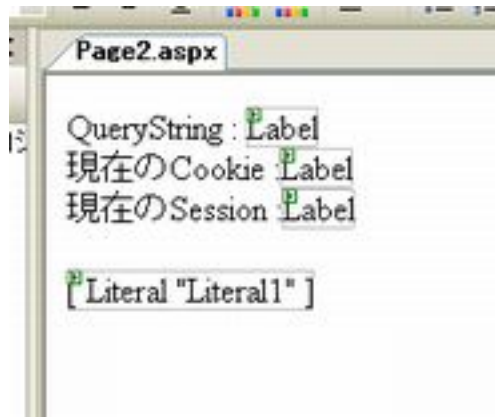 Page2.aspx
QueryString : Label
現在のCookie :Label
現在のSession :Label
[ Literal "Literal1" ]